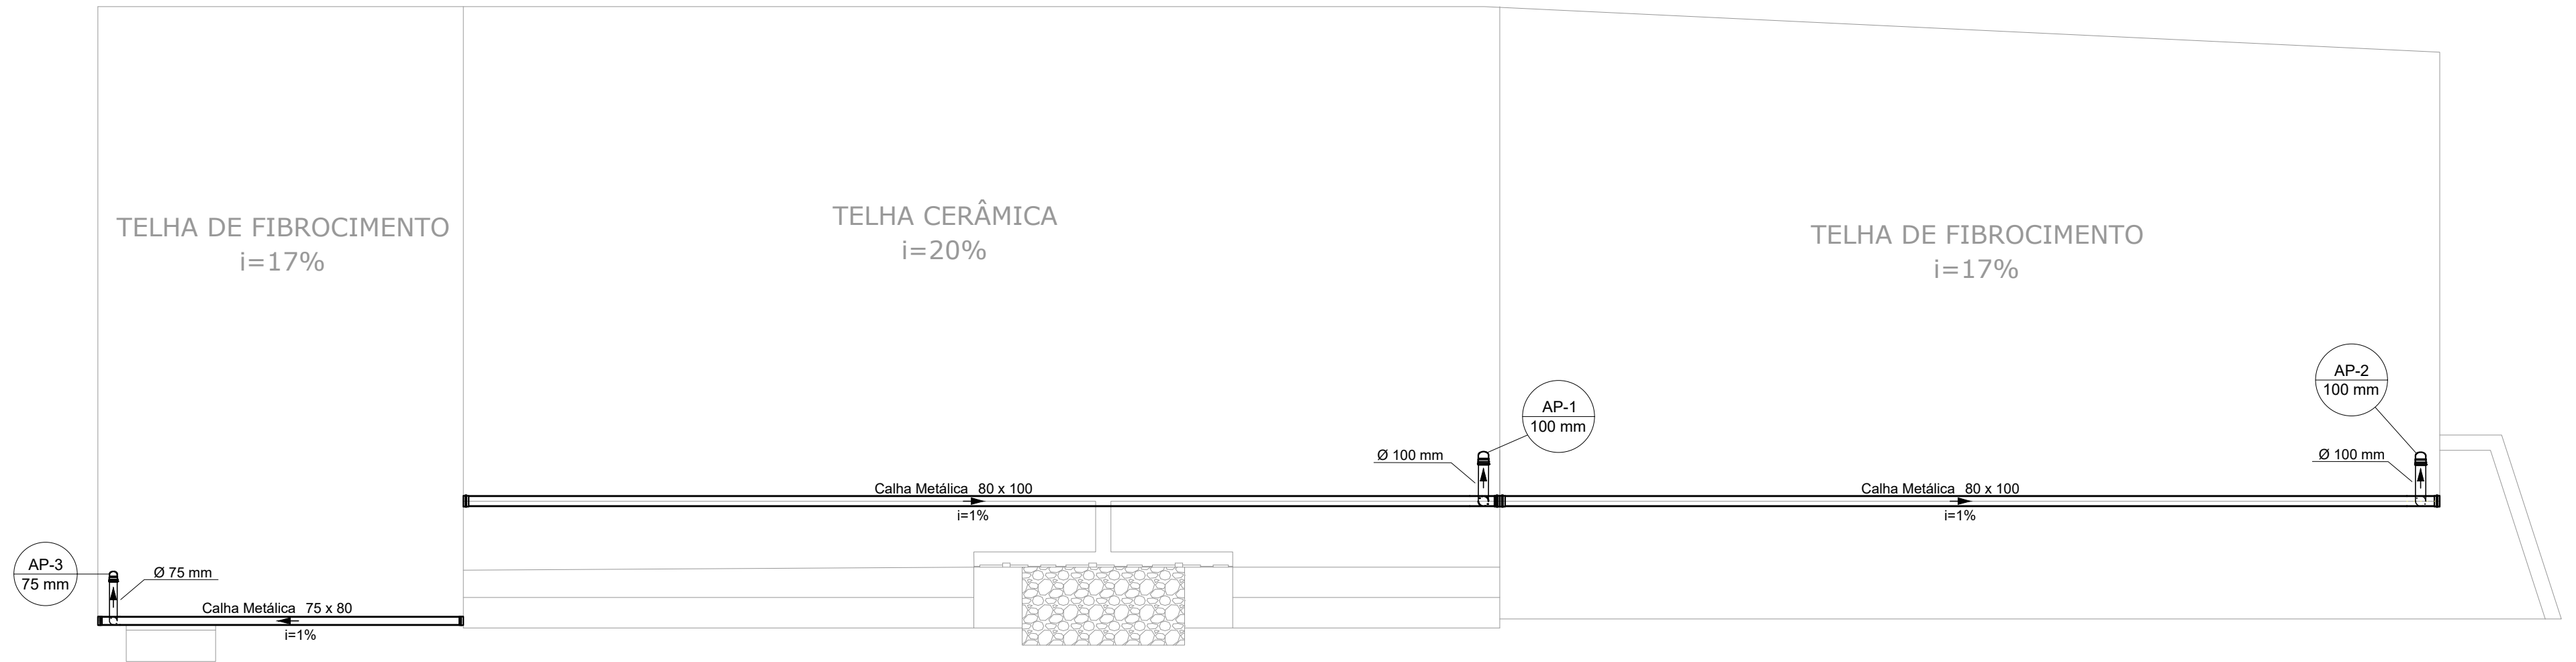 TELHA DE FIBROCIMENTO
i=17%
TELHA CERÂMICA
i=20%
TELHA DE FIBROCIMENTO
i=17%
AP-2
100 mm
AP-1
100 mm
Ø 100 mm
Ø 100 mm
Calha Metálica 80 x 100
i=1%
Calha Metálica 80 x 100
i=1%
AP-3
75 mm
Ø 75 mm
Calha Metálica 75 x 80
i=1%